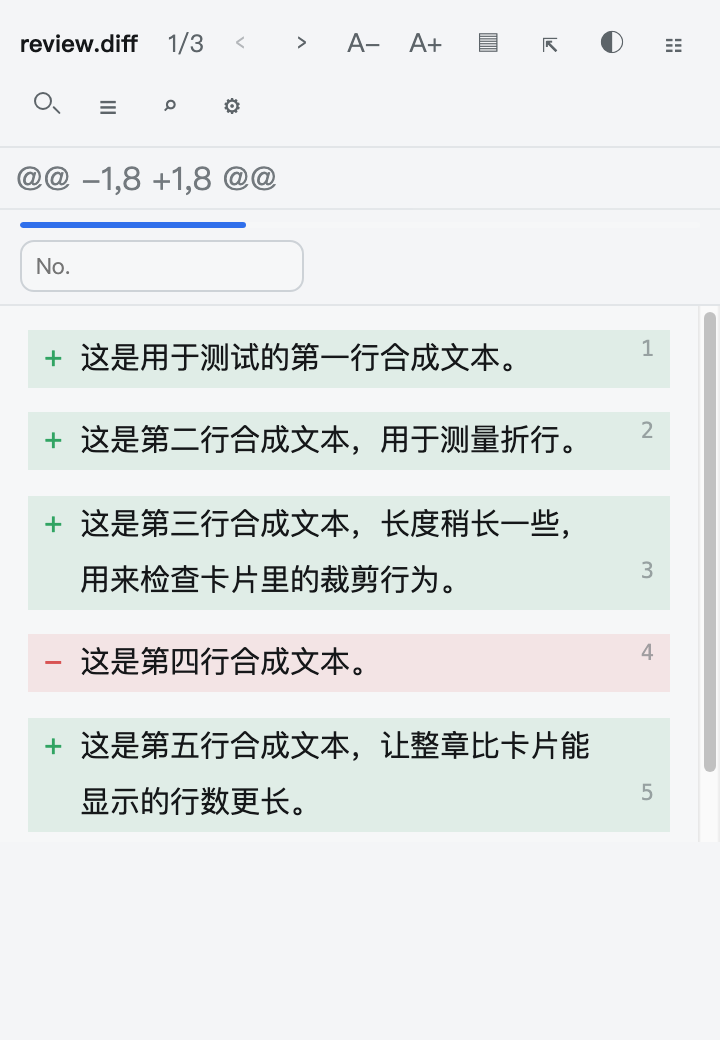 review.diff 1/3 < > A− A+
@@ −1,8 +1,8 @@
No.
+ 这是用于测试的第一行合成文本。 1
+ 这是第二行合成文本，用于测量折行。 2
+ 这是第三行合成文本，长度稍长一些，
用来检查卡片里的裁剪行为。 3
− 这是第四行合成文本。 4
+ 这是第五行合成文本，让整章比卡片能
显示的行数更长。 5